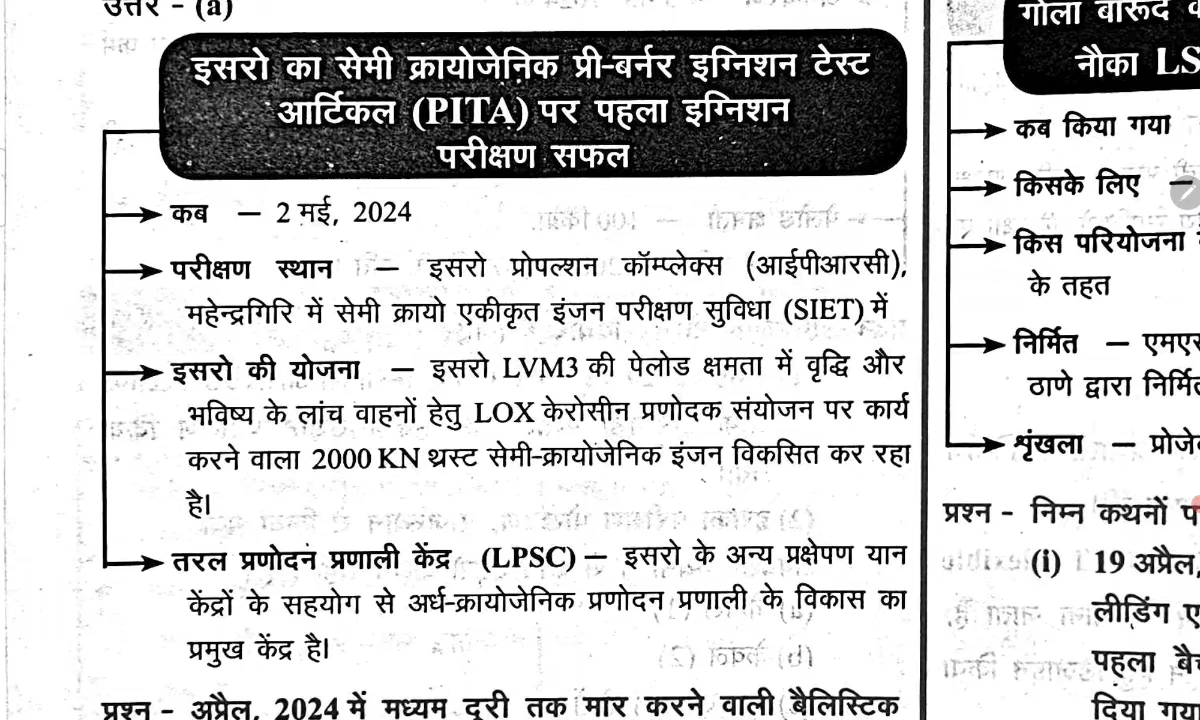 उत्तर - (a)
इसरो का सेमी क्रायोजेनिक प्री-बर्नर इग्निशन टेस्ट
आर्टिकल (PITA) पर पहला इग्निशन
परीक्षण सफल
कब – 2 मई, 2024
परीक्षण स्थान – इसरो प्रोपल्शन कॉम्प्लेक्स (आईपीआरसी),
महेन्द्रगिरि में सेमी क्रायो एकीकृत इंजन परीक्षण सुविधा (SIET) में
इसरो की योजना – इसरो LVM3 की पेलोड क्षमता में वृद्धि और
भविष्य के लांच वाहनों हेतु LOX केरोसीन प्रणोदक संयोजन पर कार्य
करने वाला 2000 KN थ्रस्ट सेमी-क्रायोजेनिक इंजन विकसित कर रहा
है।
तरल प्रणोदन प्रणाली केंद्र (LPSC) – इसरो के अन्य प्रक्षेपण यान
केंद्रों के सहयोग से अर्ध-क्रायोजेनिक प्रणोदन प्रणाली के विकास का
प्रमुख केंद्र है।
प्रश्न - अप्रैल, 2024 में मध्यम दूरी तक मार करने वाली बैलिस्टिक
गोला बारूद
नौका LS
कब किया गया
किसके लिए –
किस परियोजना
के तहत
निर्मित – एमएस
ठाणे द्वारा निर्मि
शृंखला – प्रोजे
प्रश्न - निम्न कथनों प
(i) 19 अप्रैल,
लीडिंग ए
पहला बै
दिया गया